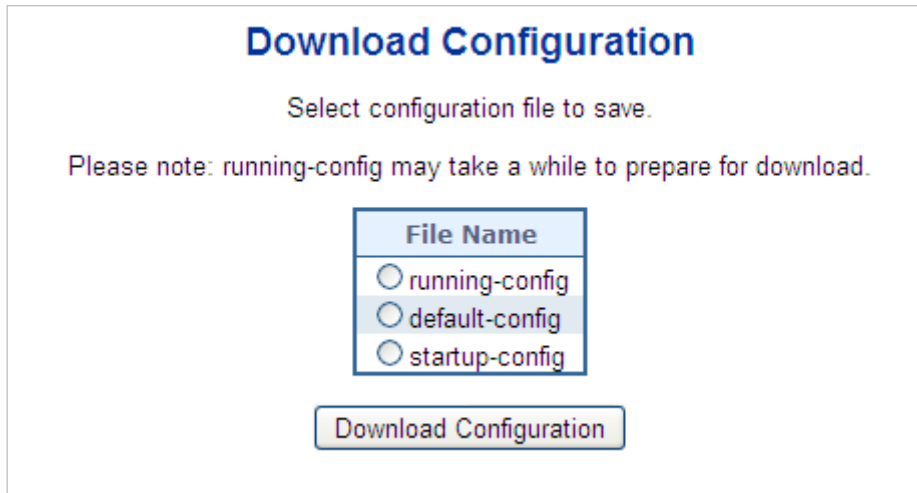 Download Configuration
Select configuration file to save.
Please note: running-config may take a while to prepare for download.
File Name
running-config
default-config
startup-config
Download Configuration